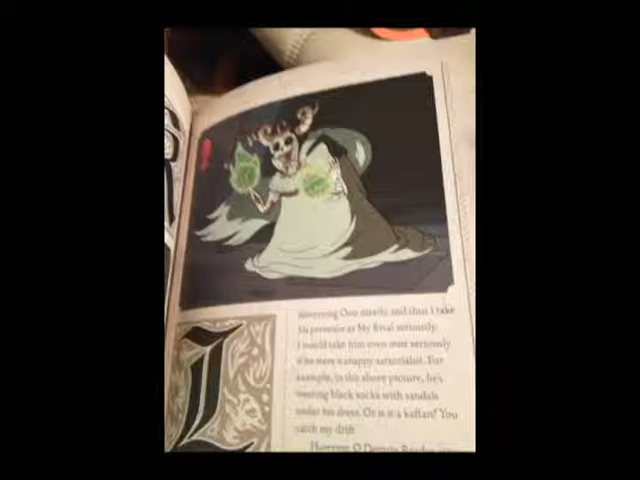 One utterly, and thus I take
his presence as My Rival seriously.
I would take him even more seriously
if he were a snappy sartorialist. For
example, in the above picture, he's
wearing black socks with sandals
under his dress. Or is it a kaftan? You
catch my drift.
O Demon
L